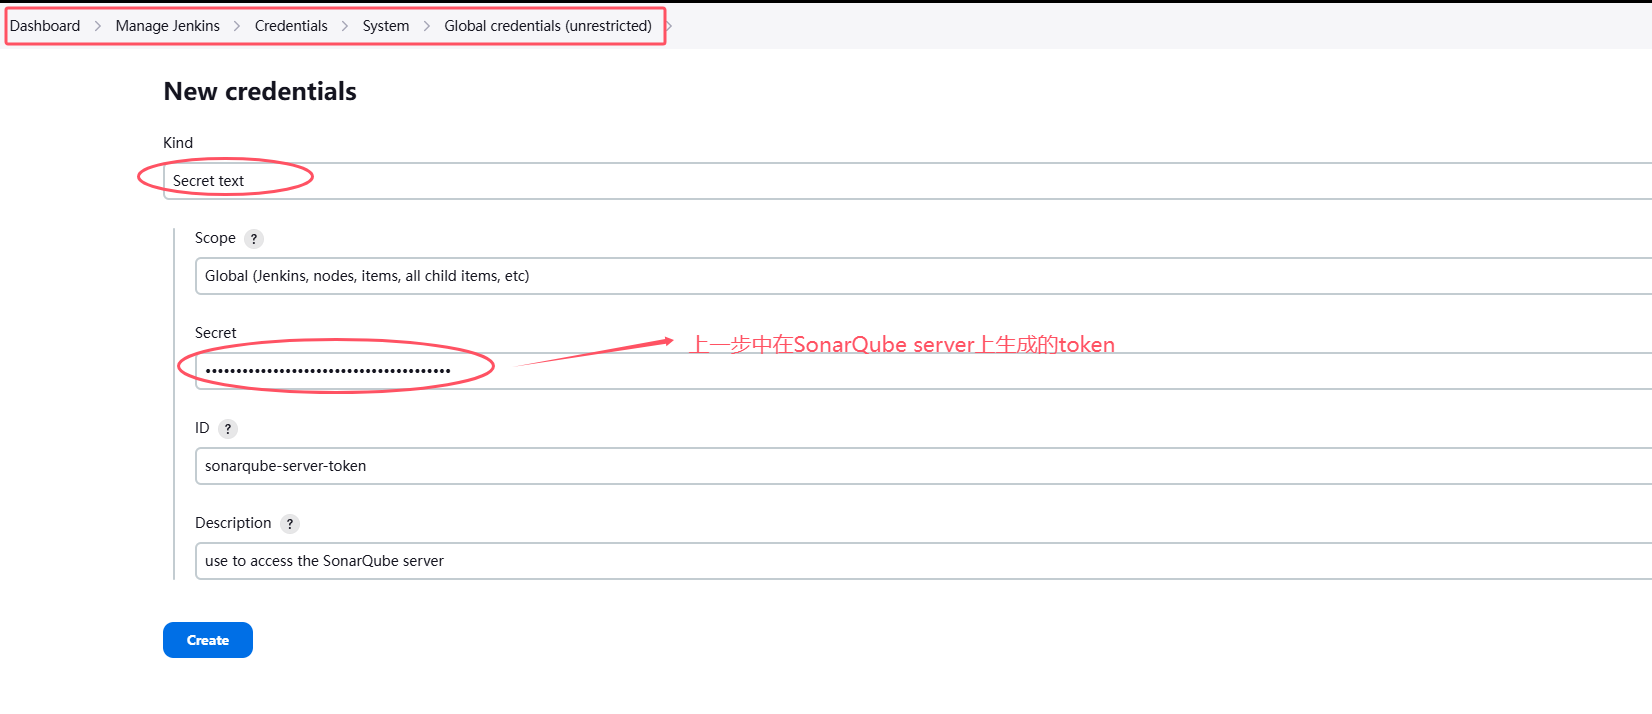 Dashboard > Manage Jenkins > Credentials > System > Global credentials (unrestricted) >
New credentials
Kind
Secret text
Scope ?
Global (Jenkins, nodes, items, all child items, etc)
Secret
上一步中在SonarQube server上生成的token
••••••••••••••••••••••••••••••••••••••••
ID ?
sonarqube-server-token
Description ?
use to access the SonarQube server
Create